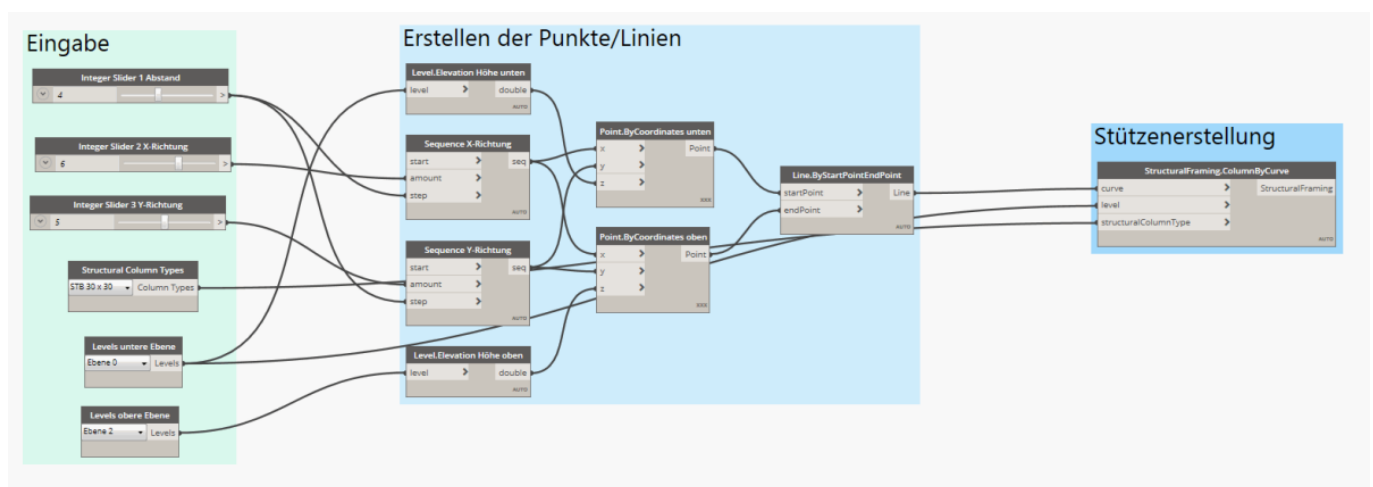 Eingabe
Integer Slider 1 Abstand
4
>
Integer Slider 2 X-Richtung
6
>
Integer Slider 3 Y-Richtung
5
>
Structural Column Types
STB 30 x 30
Column Types
Levels untere Ebene
Ebene 0
Levels
Levels obere Ebene
Ebene 2
Levels
Erstellen der Punkte/Linien
Level.Elevation Höhe unten
level > double
AUTO
Sequence X-Richtung
start > seq
amount >
step >
AUTO
Sequence Y-Richtung
start > seq
amount >
step >
AUTO
Level.Elevation Höhe oben
level > double
AUTO
Point.ByCoordinates unten
x > Point
y >
z >
XXX
Point.ByCoordinates oben
x > Point
y >
z >
XXX
Line.ByStartPointEndPoint
startPoint > Line
endPoint >
AUTO
Stützenerstellung
StructuralFraming.ColumnByCurve
curve > StructuralFraming
level >
structuralColumnType >
AUTO